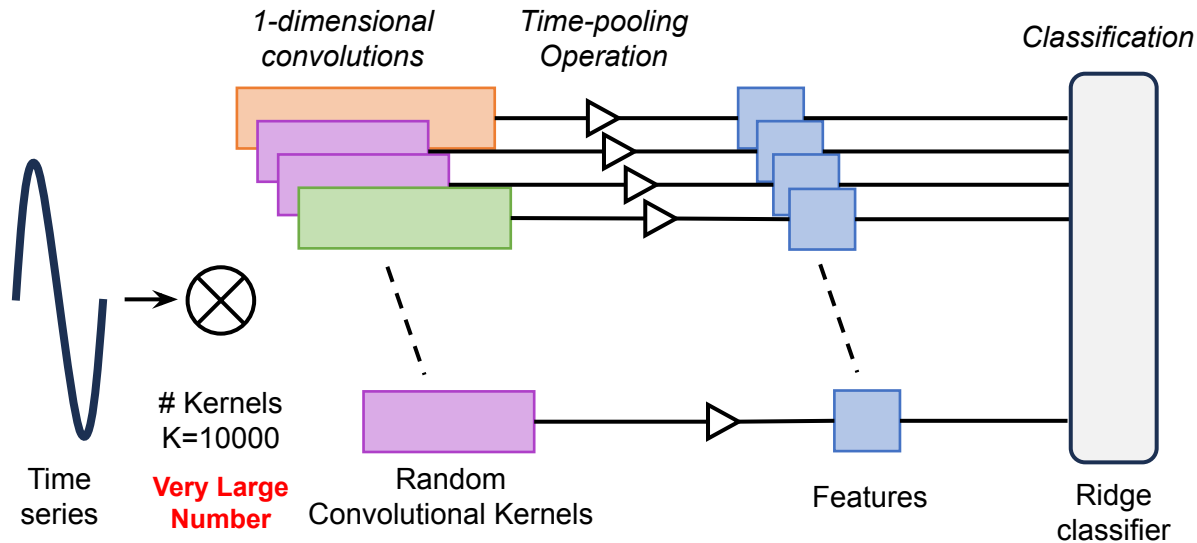 1-dimensional
convolutions
Time-pooling
Operation
Classification
# Kernels
K=10000
Very Large
Number
Time
series
Random
Convolutional Kernels
Features
Ridge
classifier